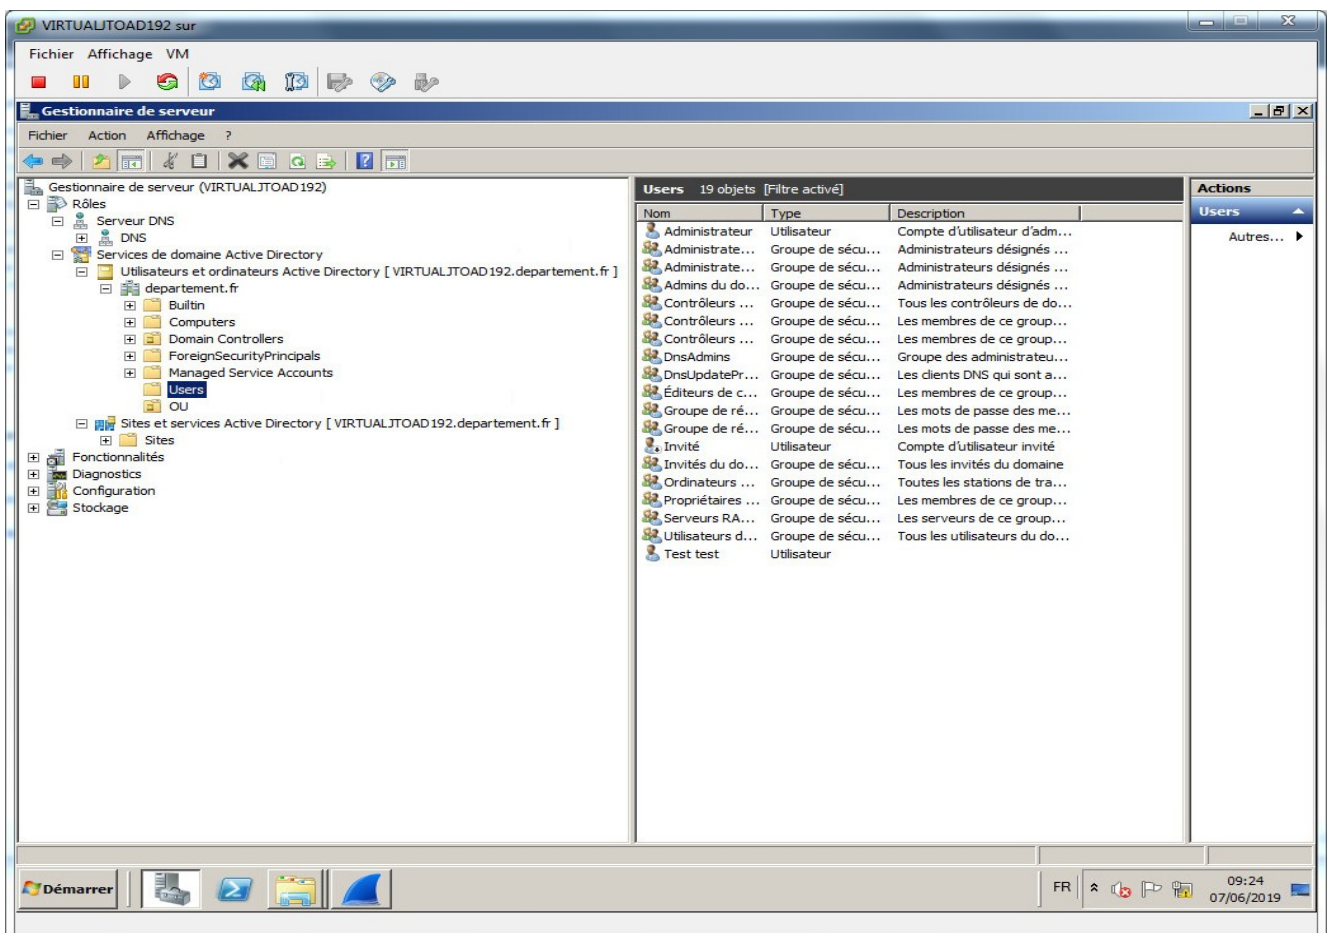 VIRTUALJTOAD192 sur
Fichier Affichage VM
Gestionnaire de serveur
Fichier Action Affichage ?
Gestionnaire de serveur (VIRTUALJTOAD192)
Rôles
Serveur DNS
DNS
Services de domaine Active Directory
Utilisateurs et ordinateurs Active Directory [ VIRTUALJTOAD192.departement.fr ]
departement.fr
Builtin
Computers
Domain Controllers
ForeignSecurityPrincipals
Managed Service Accounts
Users
OU
Sites et services Active Directory [ VIRTUALJTOAD192.departement.fr ]
Sites
Fonctionnalités
Diagnostics
Configuration
Stockage
Users 19 objets [Filtre activé]
Nom Type Description
Administrateur Utilisateur Compte d'utilisateur d'adm...
Administrate... Groupe de sécu... Administrateurs désignés ...
Administrate... Groupe de sécu... Administrateurs désignés ...
Admins du do... Groupe de sécu... Administrateurs désignés ...
Contrôleurs ... Groupe de sécu... Tous les contrôleurs de do...
Contrôleurs ... Groupe de sécu... Les membres de ce group...
Contrôleurs ... Groupe de sécu... Les membres de ce group...
DnsAdmins Groupe de sécu... Groupe des administrateu...
DnsUpdatePr... Groupe de sécu... Les clients DNS qui sont a...
Éditeurs de c... Groupe de sécu... Les membres de ce group...
Groupe de ré... Groupe de sécu... Les mots de passe des me...
Groupe de ré... Groupe de sécu... Les mots de passe des me...
Invité Utilisateur Compte d'utilisateur invité
Invités du do... Groupe de sécu... Tous les invités du domaine
Ordinateurs ... Groupe de sécu... Toutes les stations de tra...
Propriétaires ... Groupe de sécu... Les membres de ce group...
Serveurs RA... Groupe de sécu... Les serveurs de ce group...
Utilisateurs d... Groupe de sécu... Tous les utilisateurs du do...
Test test Utilisateur
Actions
Users
Autres...
Démarrer
FR
09:24
07/06/2019